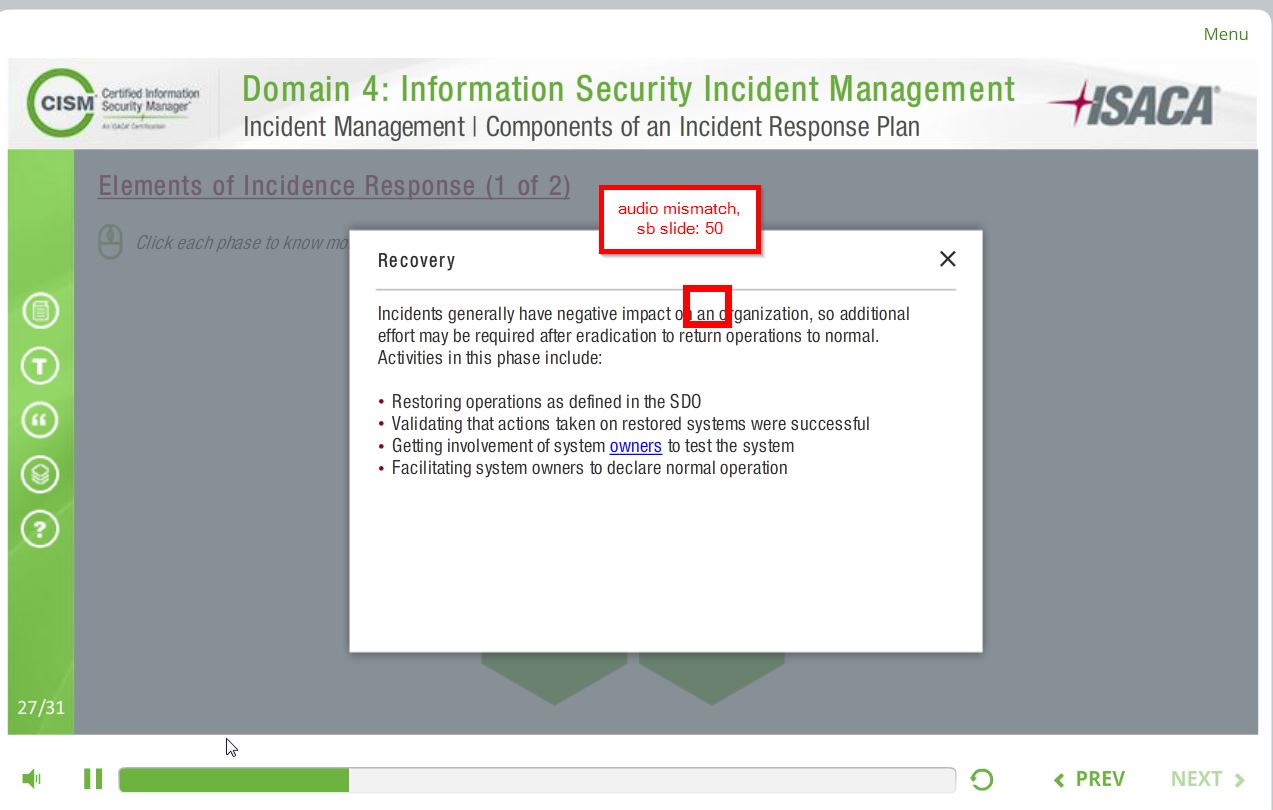 Menu
CISM
Certified Information
Security Manager®
An ISACA® Certification
Domain 4: Information Security Incident Management
Incident Management | Components of an Incident Response Plan
ISACA®
Elements of Incidence Response (1 of 2)
Click each phase to know mo
audio mismatch,
sb slide: 50
Recovery
Incidents generally have negative impact on an organization, so additional
effort may be required after eradication to return operations to normal.
Activities in this phase include:
• Restoring operations as defined in the SDO
• Validating that actions taken on restored systems were successful
• Getting involvement of system owners to test the system
• Facilitating system owners to declare normal operation
T
“
?
27/31
PREV
NEXT